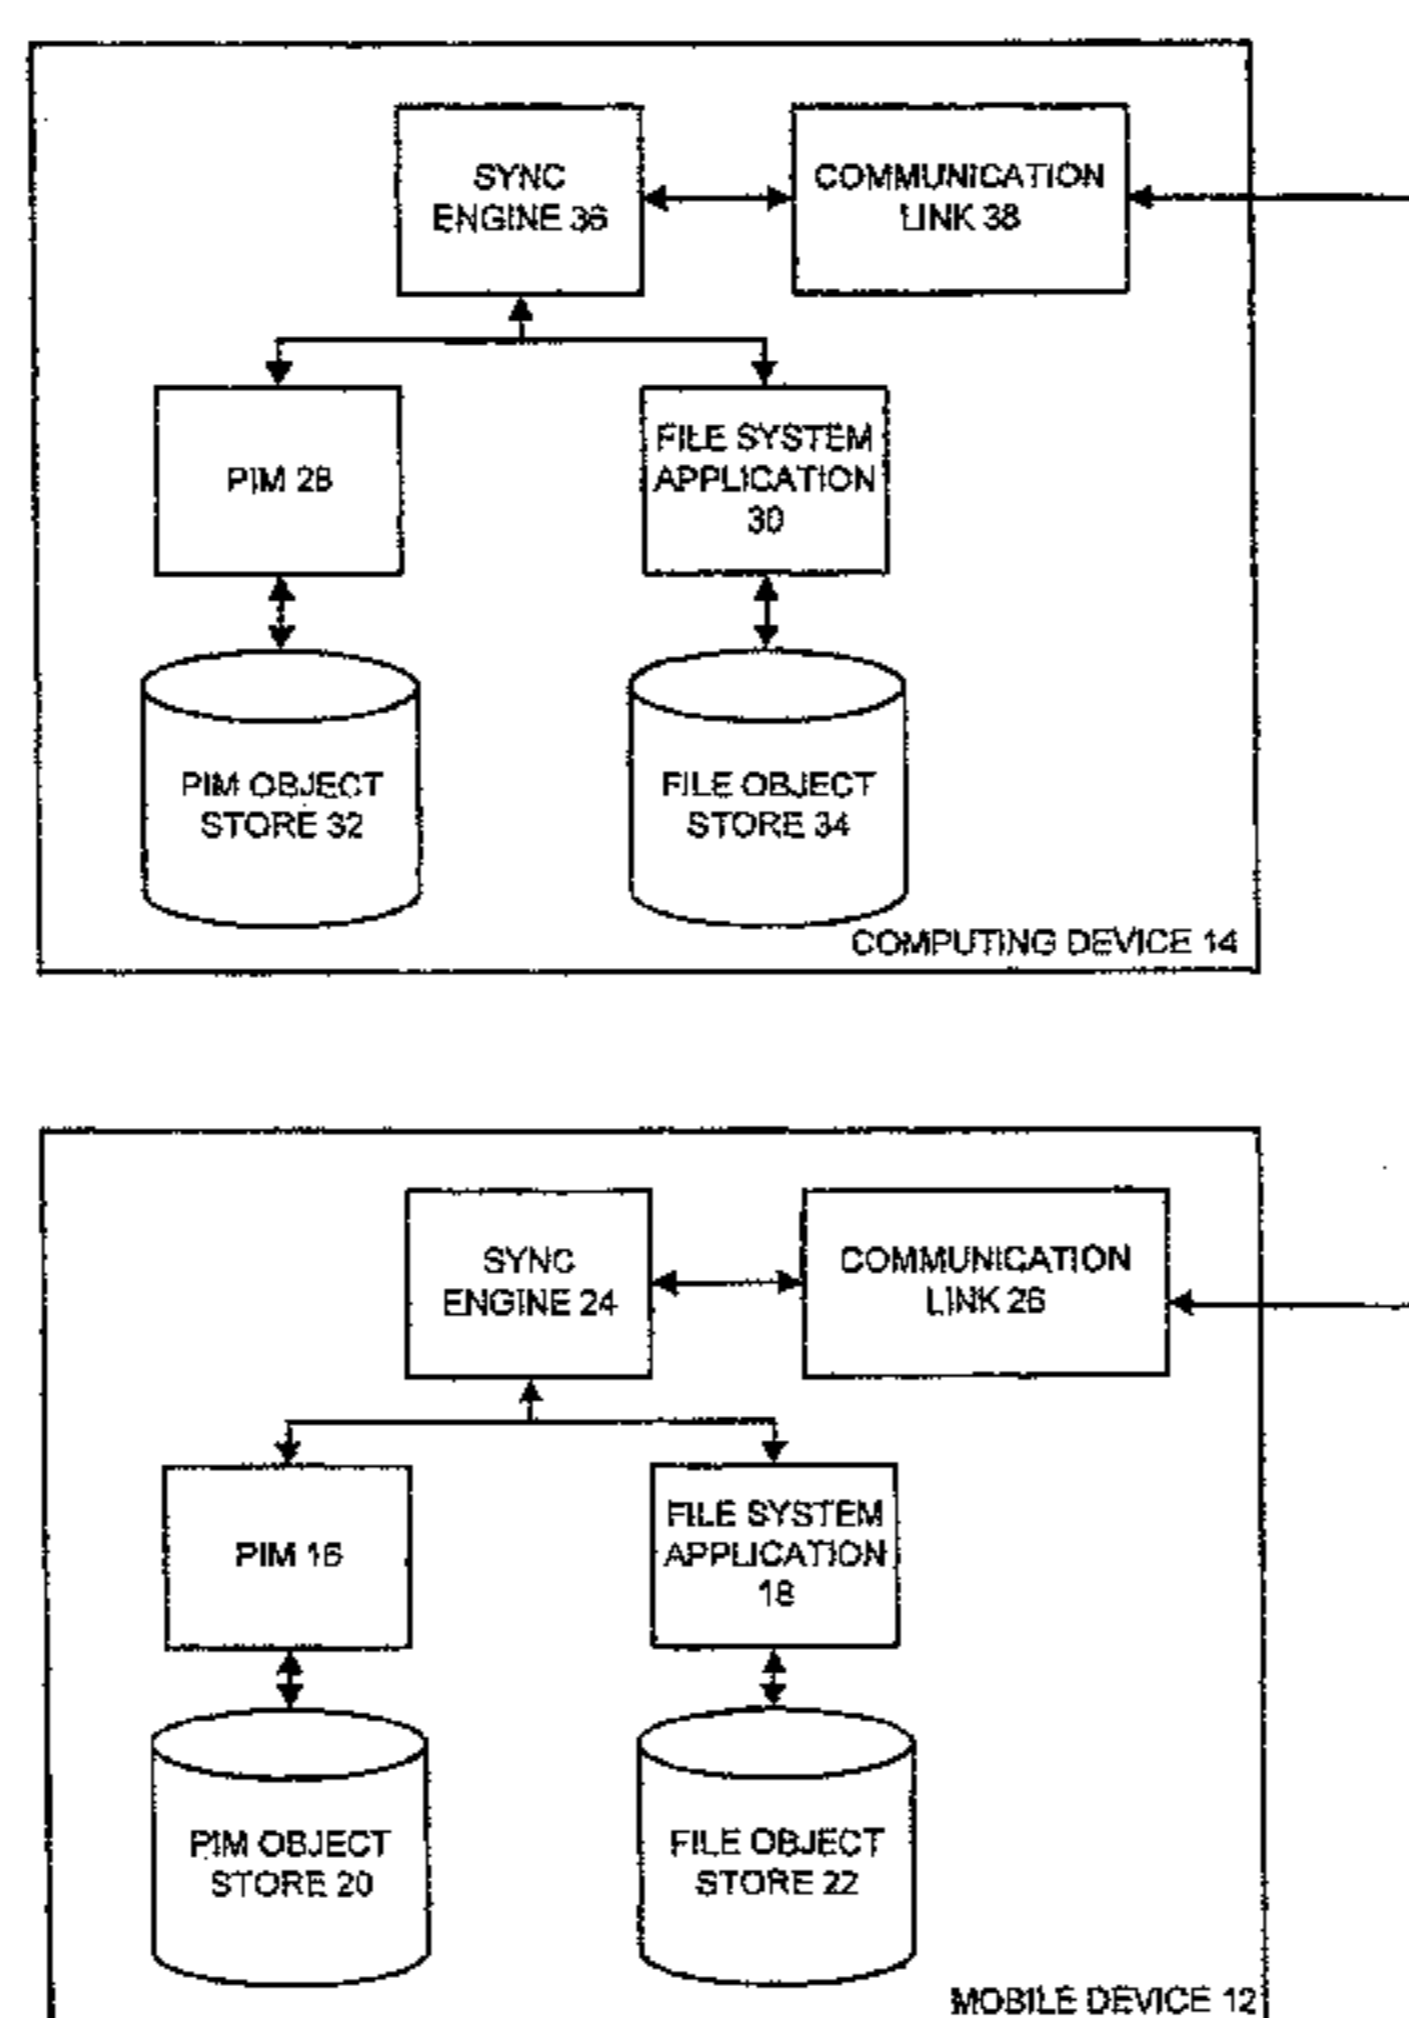 SYNC
ENGINE 36
COMMUNICATION
LINK 38
PIM 28
FILE SYSTEM
APPLICATION
30
PIM OBJECT
STORE 32
FILE OBJECT
STORE 34
COMPUTING DEVICE 14
SYNC
ENGINE 24
COMMUNICATION
LINK 26
PIM 16
FILE SYSTEM
APPLICATION
18
PIM OBJECT
STORE 20
FILE OBJECT
STORE 22
MOBILE DEVICE 12